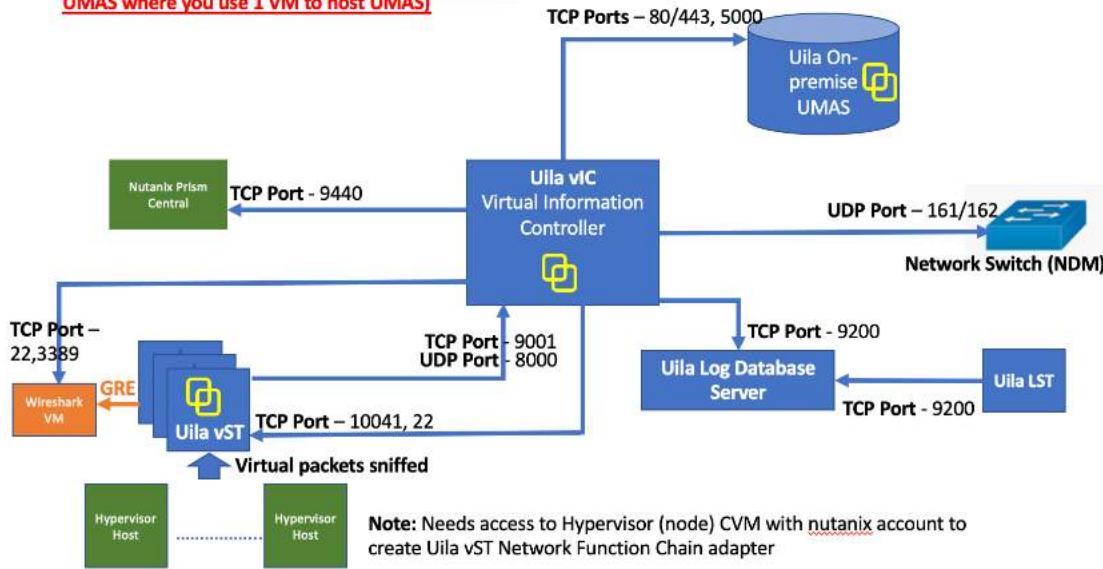 UMAS where you use 1 VM to host UMAS)
TCP Ports – 80/443, 5000
Uila On-
premise
UMAS
Nutanix Prism
Central
TCP Port - 9440
Uila vIC
Virtual Information
Controller
UDP Port – 161/162
Network Switch (NDM)
TCP Port –
22,3389
TCP Port - 9001
UDP Port - 8000
TCP Port - 9200
Uila Log Database
Server
Uila LST
TCP Port - 9200
GRE
Wireshark
VM
Uila vST
TCP Port – 10041, 22
Virtual packets sniffed
Hypervisor
Host
Hypervisor
Host
Note: Needs access to Hypervisor (node) CVM with nutanix account to
create Uila vST Network Function Chain adapter